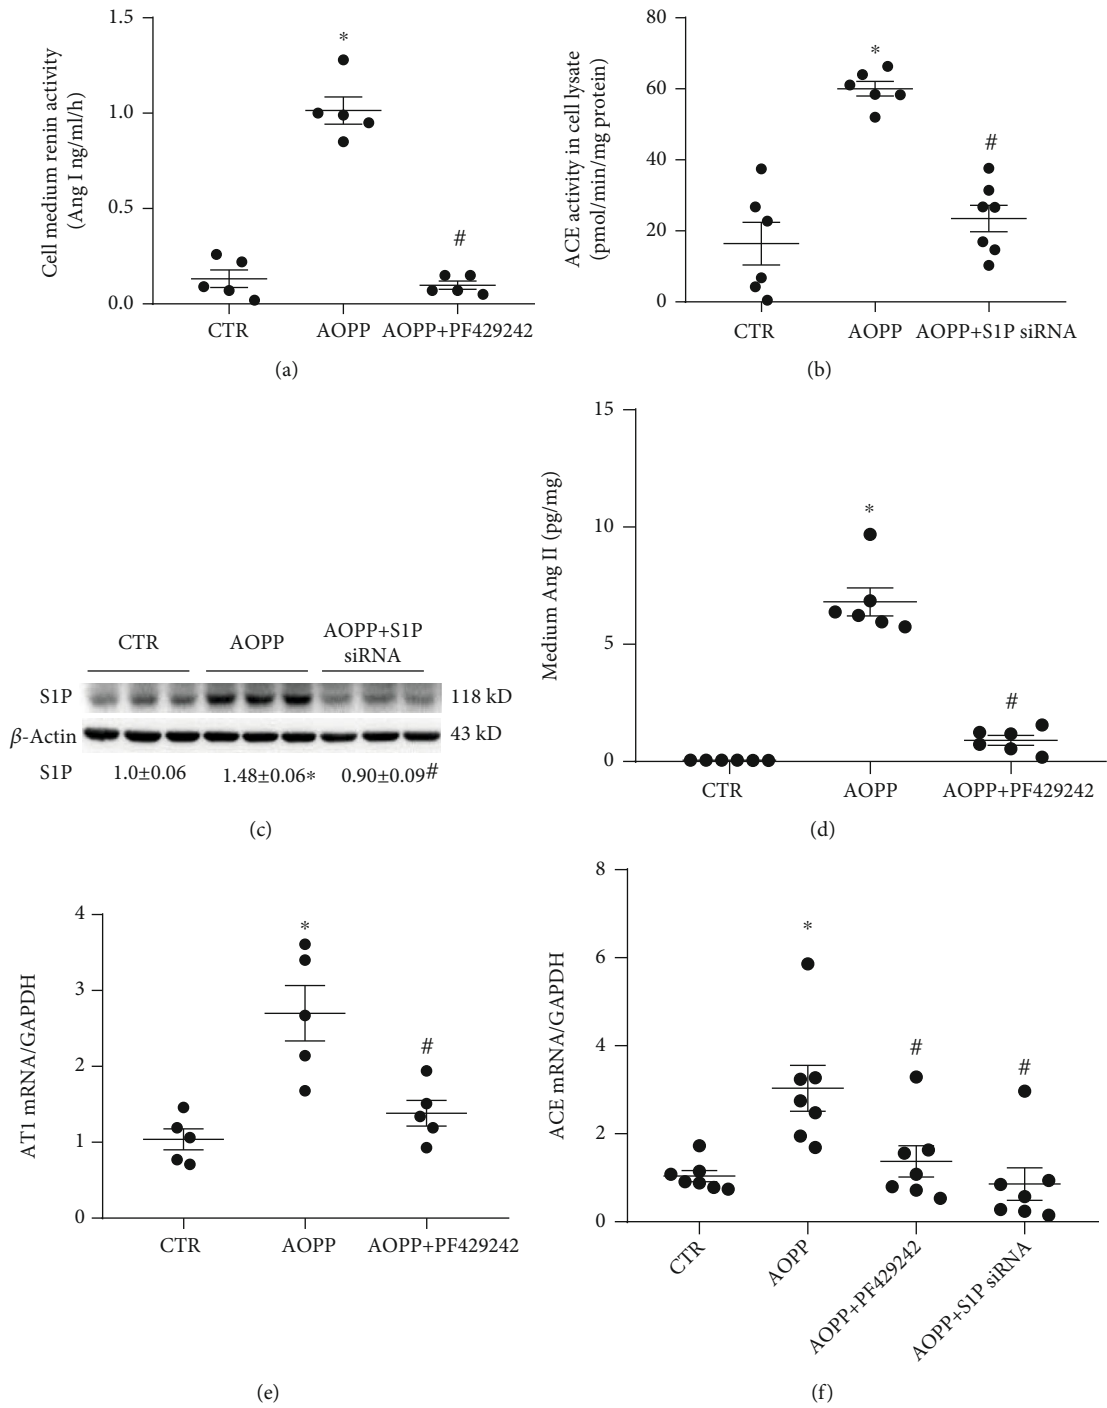 Cell medium renin activity
(Ang I ng/ml/h)
1.5
1.0
0.5
0.0
*
#
CTR
AOPP
AOPP+PF429242
(a)
ACE activity in cell lysate
(pmol/min/mg protein)
80
60
40
20
0
*
#
CTR
AOPP
AOPP+S1P siRNA
(b)
CTR
AOPP
AOPP+S1P
siRNA
S1P
118 kD
β-Actin
43 kD
S1P
1.0±0.06
1.48±0.06*
0.90±0.09#
(c)
Medium Ang II (pg/mg)
15
10
5
0
*
#
CTR
AOPP
AOPP+PF429242
(d)
AT1 mRNA/GAPDH
4
3
2
1
0
*
#
CTR
AOPP
AOPP+PF429242
(e)
ACE mRNA/GAPDH
8
6
4
2
0
*
#
#
CTR
AOPP
AOPP+PF429242
AOPP+S1P siRNA
(f)